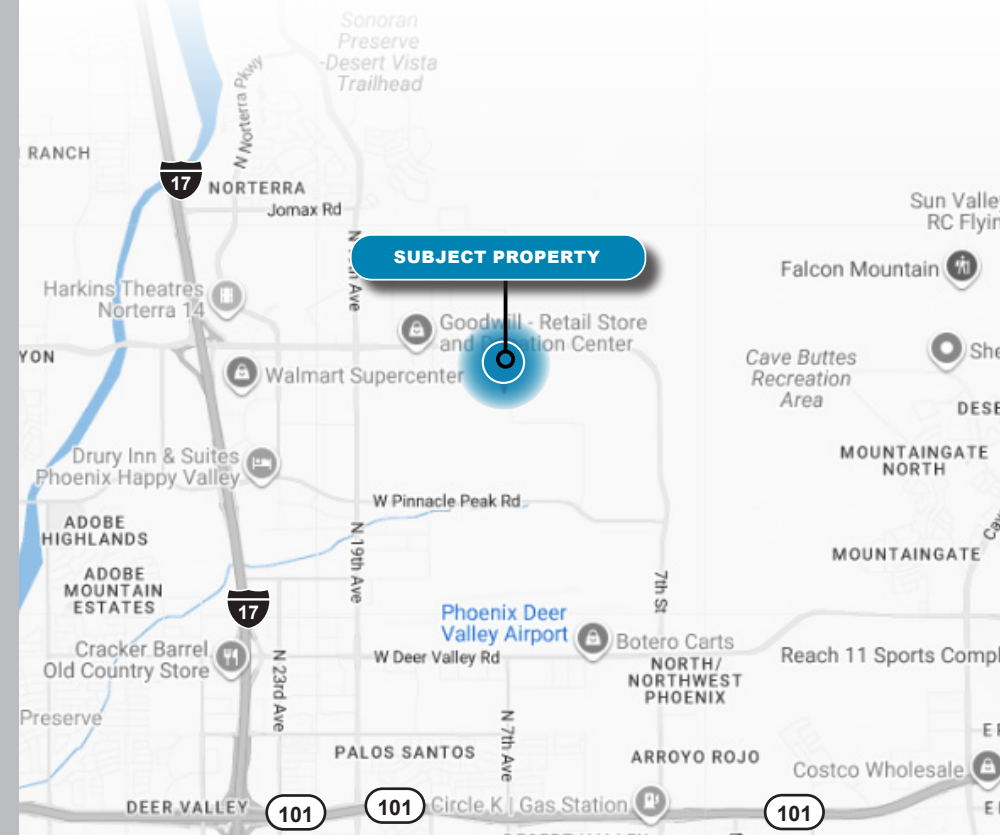 Sonoran
Preserve
-Desert Vista
Trailhead
N Norterra Pkwy
RANCH
17
NORTERRA
Jomax Rd
Sun Valley
RC Flyin
SUBJECT PROPERTY
Ave
Falcon Mountain
Harkins Theatres
Norterra 14
Goodwill - Retail Store
and Donation Center
YON
Walmart Supercenter
Cave Buttes
Recreation
Area
She
DESE
Drury Inn & Suites
Phoenix Happy Valley
MOUNTAINGATE
NORTH
W Pinnacle Peak Rd
ADOBE
HIGHLANDS
N 19th Ave
Cav
MOUNTAINGATE
ADOBE
MOUNTAIN
ESTATES
17
7th St
Phoenix Deer
Valley Airport
Botero Carts
Cracker Barrel
Old Country Store
N 23rd Ave
W Deer Valley Rd
NORTH/
NORTHWEST
PHOENIX
Reach 11 Sports Compl
Preserve
N 7th Ave
PALOS SANTOS
ARROYO ROJO
Costco Wholesale
DEER VALLEY
101
101
Circle K | Gas Station
101